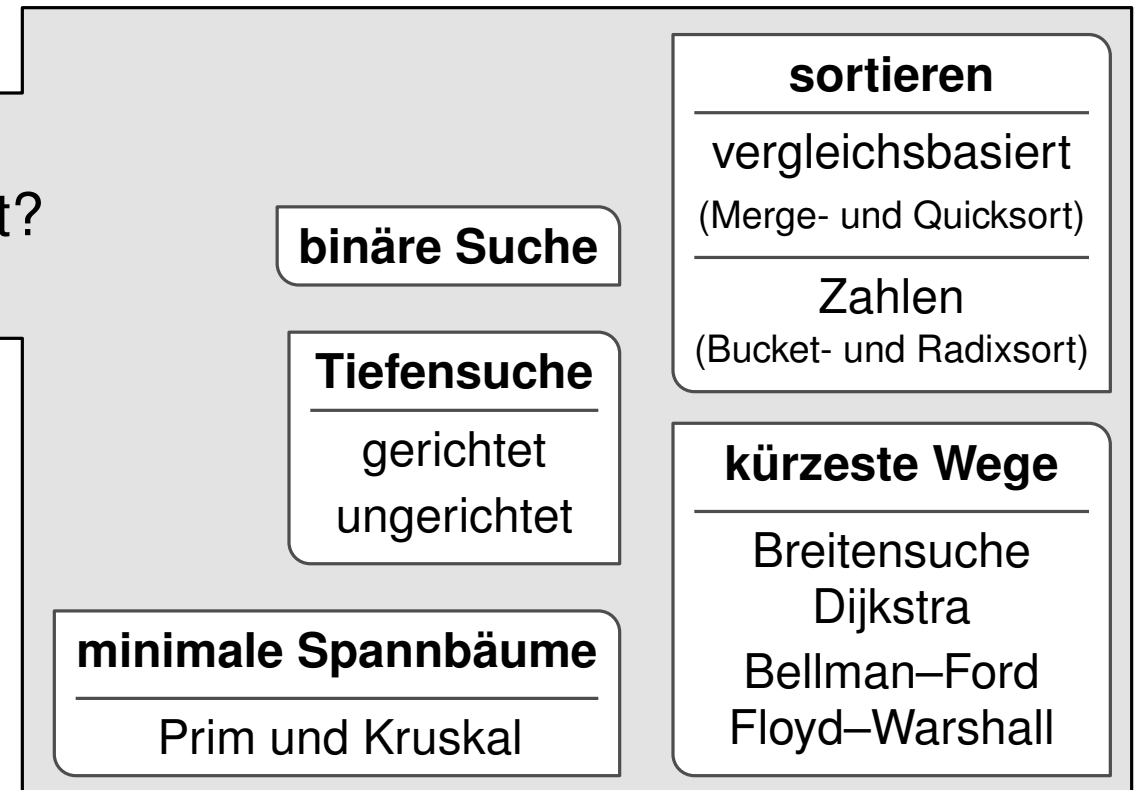 t?
binäre Suche
Tiefensuche
gerichtet
ungerichtet
minimale Spannbäume
Prim und Kruskal
sortieren
vergleichsbasiert
(Merge- und Quicksort)
Zahlen
(Bucket- und Radixsort)
kürzeste Wege
Breitensuche
Dijkstra
Bellman–Ford
Floyd–Warshall